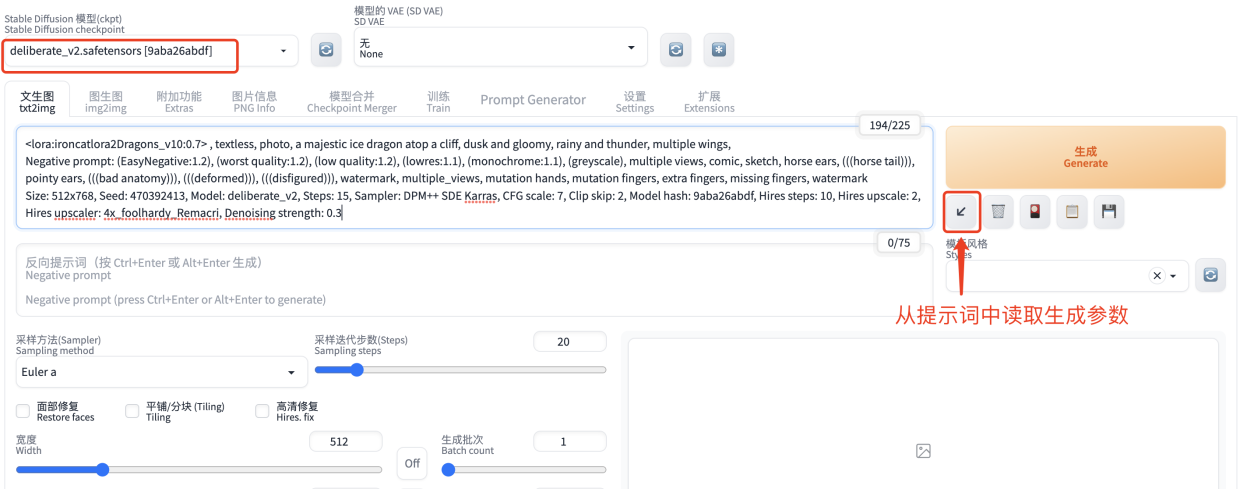 Stable Diffusion 模型(ckpt)
Stable Diffusion checkpoint
deliberate_v2.safetensors [9aba26abdf]
模型的 VAE (SD VAE)
SD VAE
无
None
文生图
txt2img
图生图
img2img
附加功能
Extras
图片信息
PNG Info
模型合并
Checkpoint Merger
训练
Train
Prompt Generator
设置
Settings
扩展
Extensions
194/225
<lora:ironcatlora2Dragons_v10:0.7> , textless, photo, a majestic ice dragon atop a cliff, dusk and gloomy, rainy and thunder, multiple wings,
Negative prompt: (EasyNegative:1.2), (worst quality:1.2), (low quality:1.2), (lowres:1.1), (monochrome:1.1), (greyscale), multiple views, comic, sketch, horse ears, (((horse tail))),
pointy ears, (((bad anatomy))), (((deformed))), (((disfigured))), watermark, multiple_views, mutation hands, mutation fingers, extra fingers, missing fingers, watermark
Size: 512x768, Seed: 470392413, Model: deliberate_v2, Steps: 15, Sampler: DPM++ SDE Karras, CFG scale: 7, Clip skip: 2, Model hash: 9aba26abdf, Hires steps: 10, Hires upscale: 2,
Hires upscaler: 4x_foolhardy_Remacri, Denoising strength: 0.3
生成
Generate
0/75
反向提示词（按 Ctrl+Enter 或 Alt+Enter 生成）
Negative prompt
Negative prompt (press Ctrl+Enter or Alt+Enter to generate)
模板风格
Styles
从提示词中读取生成参数
采样方法(Sampler)
Sampling method
Euler a
采样迭代步数(Steps)
Sampling steps
20
面部修复
Restore faces
平铺/分块 (Tiling)
Tiling
高清修复
Hires. fix
宽度
Width
512
Off
生成批次
Batch count
1